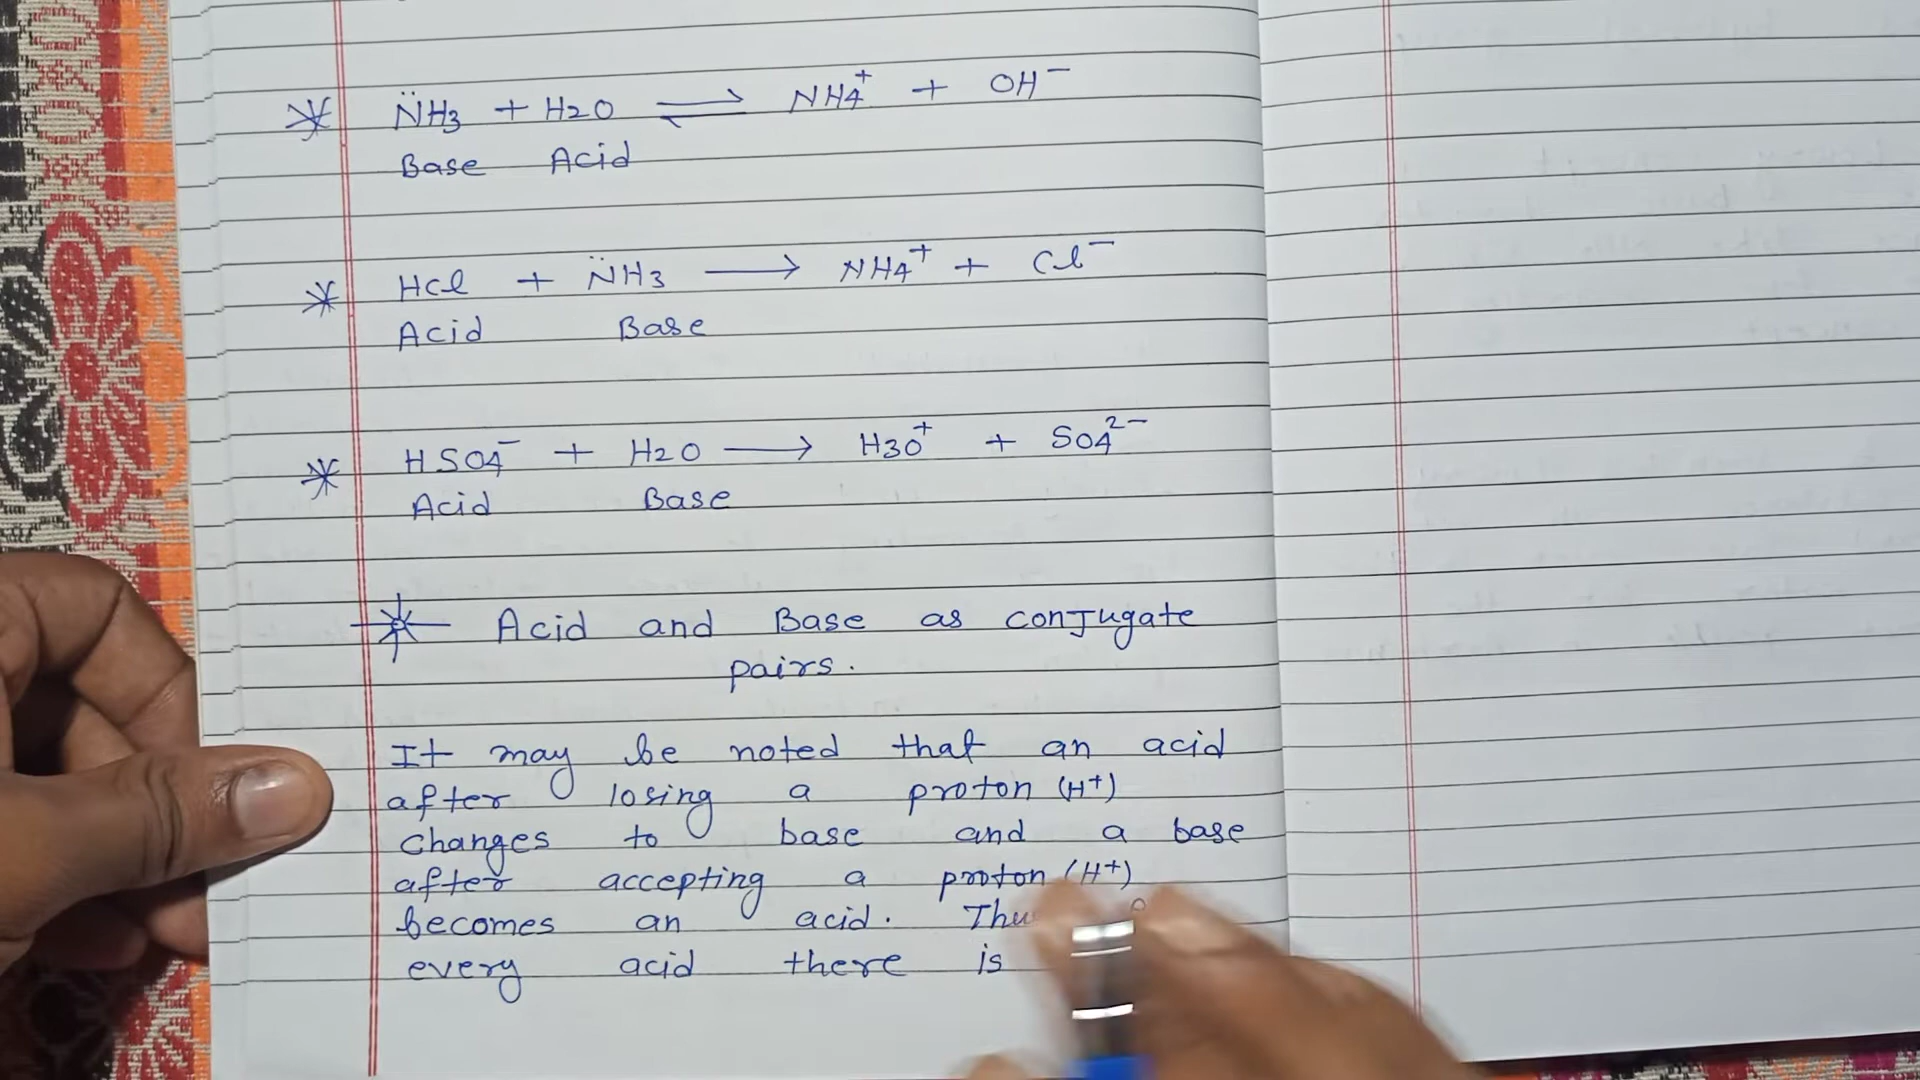 N̈H3 + H2O ⇌ NH4⁺ + OH⁻
Base Acid
HCl + N̈H3 ⟶ NH4⁺ + Cl⁻
Acid Base
HSO4⁻ + H2O ⟶ H3O⁺ + SO4²⁻
Acid Base
Acid and Base as conJugate
pairs.
It may be noted that an acid
after losing a proton (H⁺)
changes to base and a base
after accepting a proton (H⁺)
becomes an acid.
every acid there is